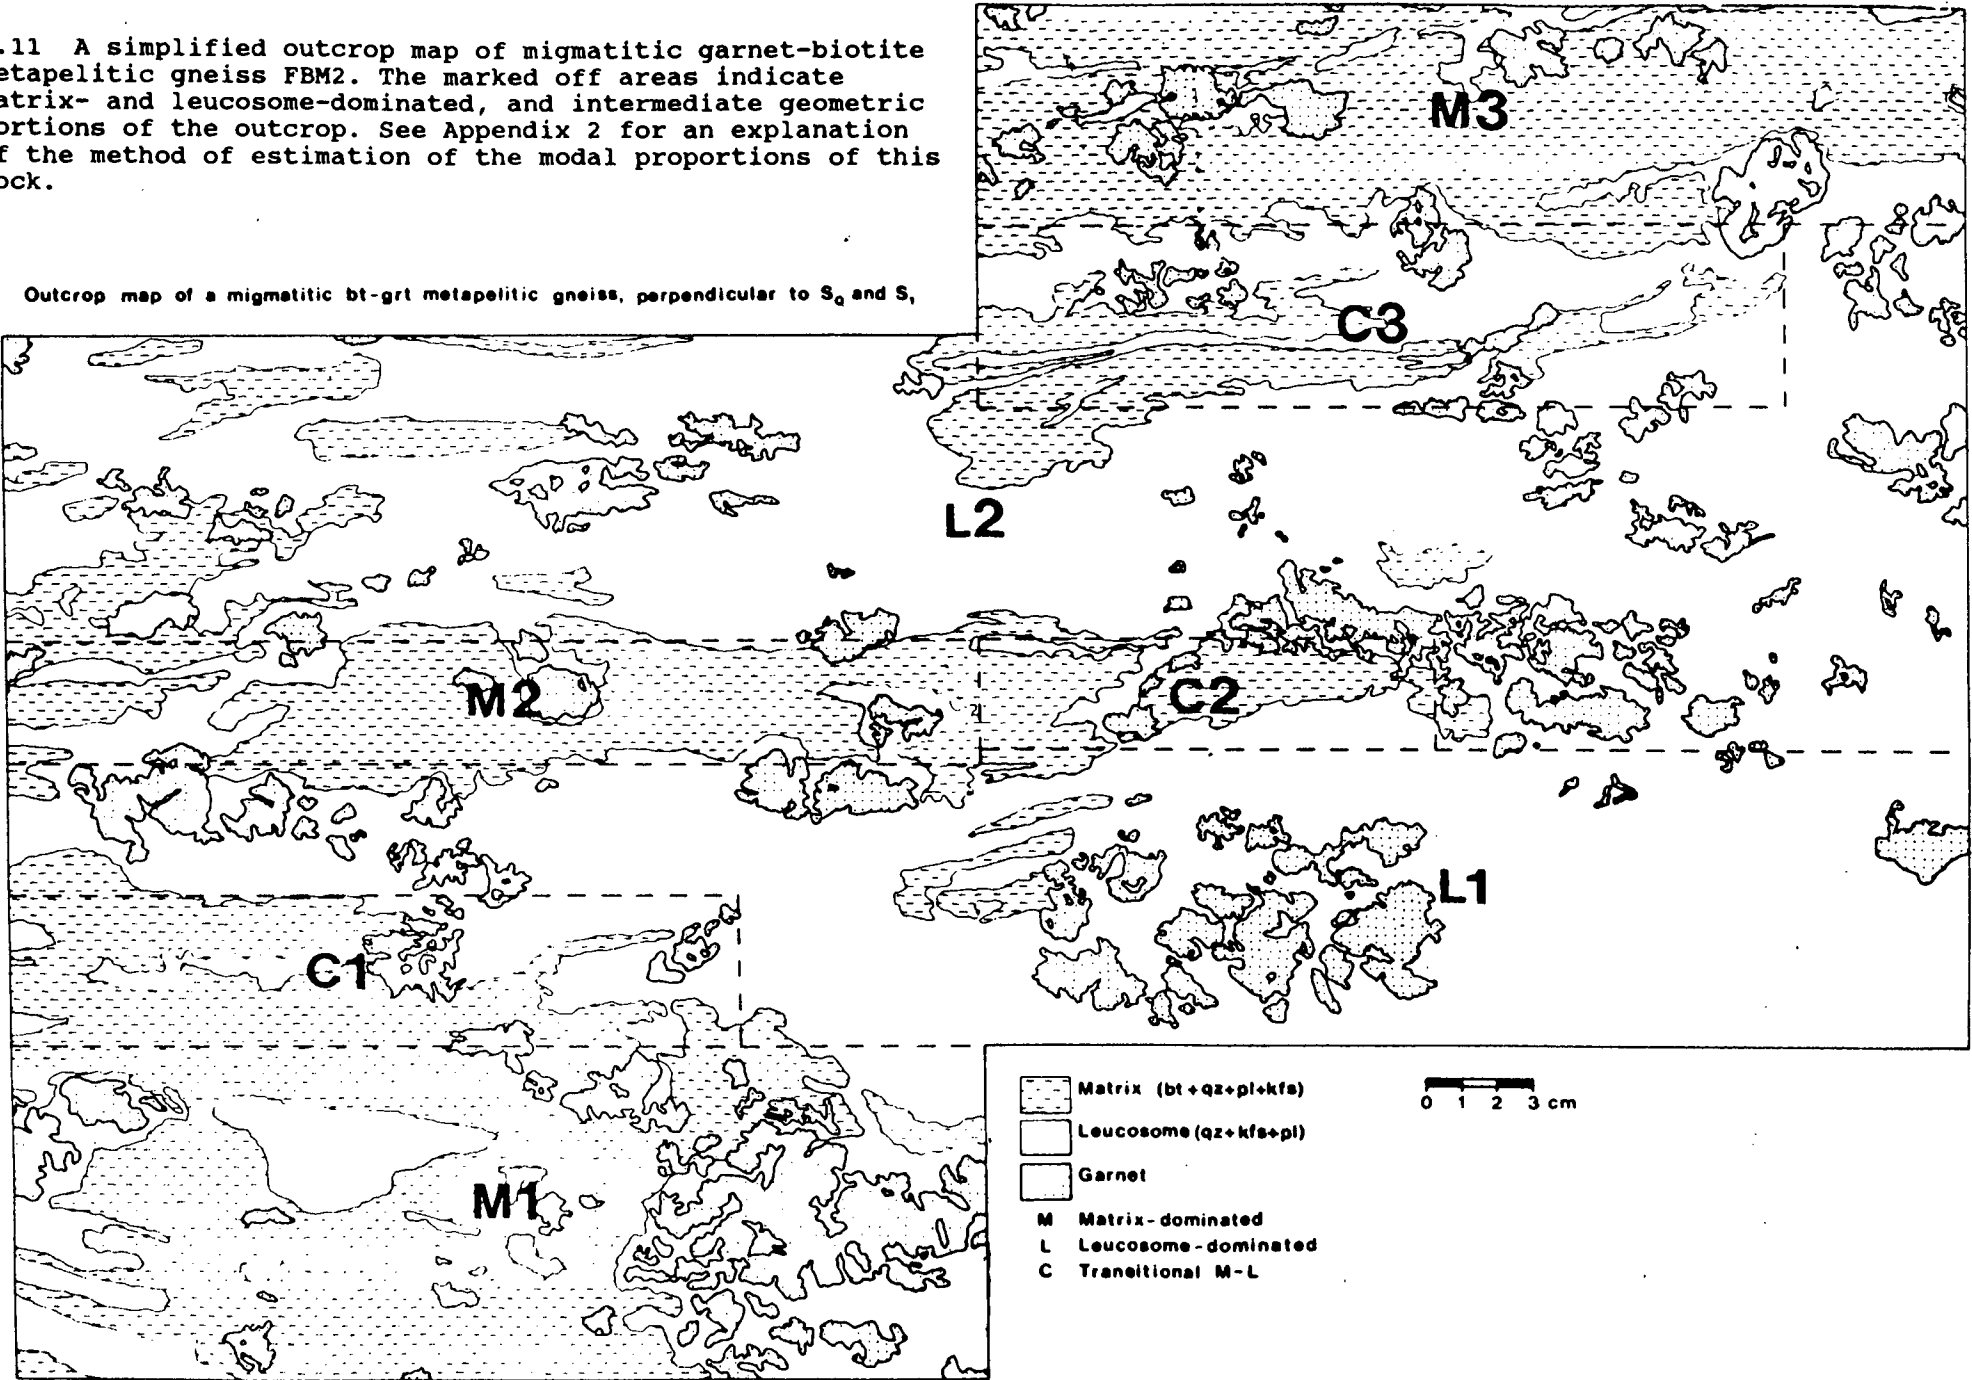 .11 A simplified outcrop map of migmatitic garnet-biotite
etapelitic gneiss FBM2. The marked off areas indicate
atrix- and leucosome-dominated, and intermediate geometric
ortions of the outcrop. See Appendix 2 for an explanation
f the method of estimation of the modal proportions of this
ock.
Outcrop map of a migmatitic bt-grt metapelitic gneiss, perpendicular to S₀ and S₁
M3
C3
L2
M2
C2
L1
C1
M1
Matrix (bt+qz+pl+kfs)
Leucosome (qz+kfs+pl)
Garnet
M Matrix-dominated
L Leucosome-dominated
C Transitional M-L
0 1 2 3 cm